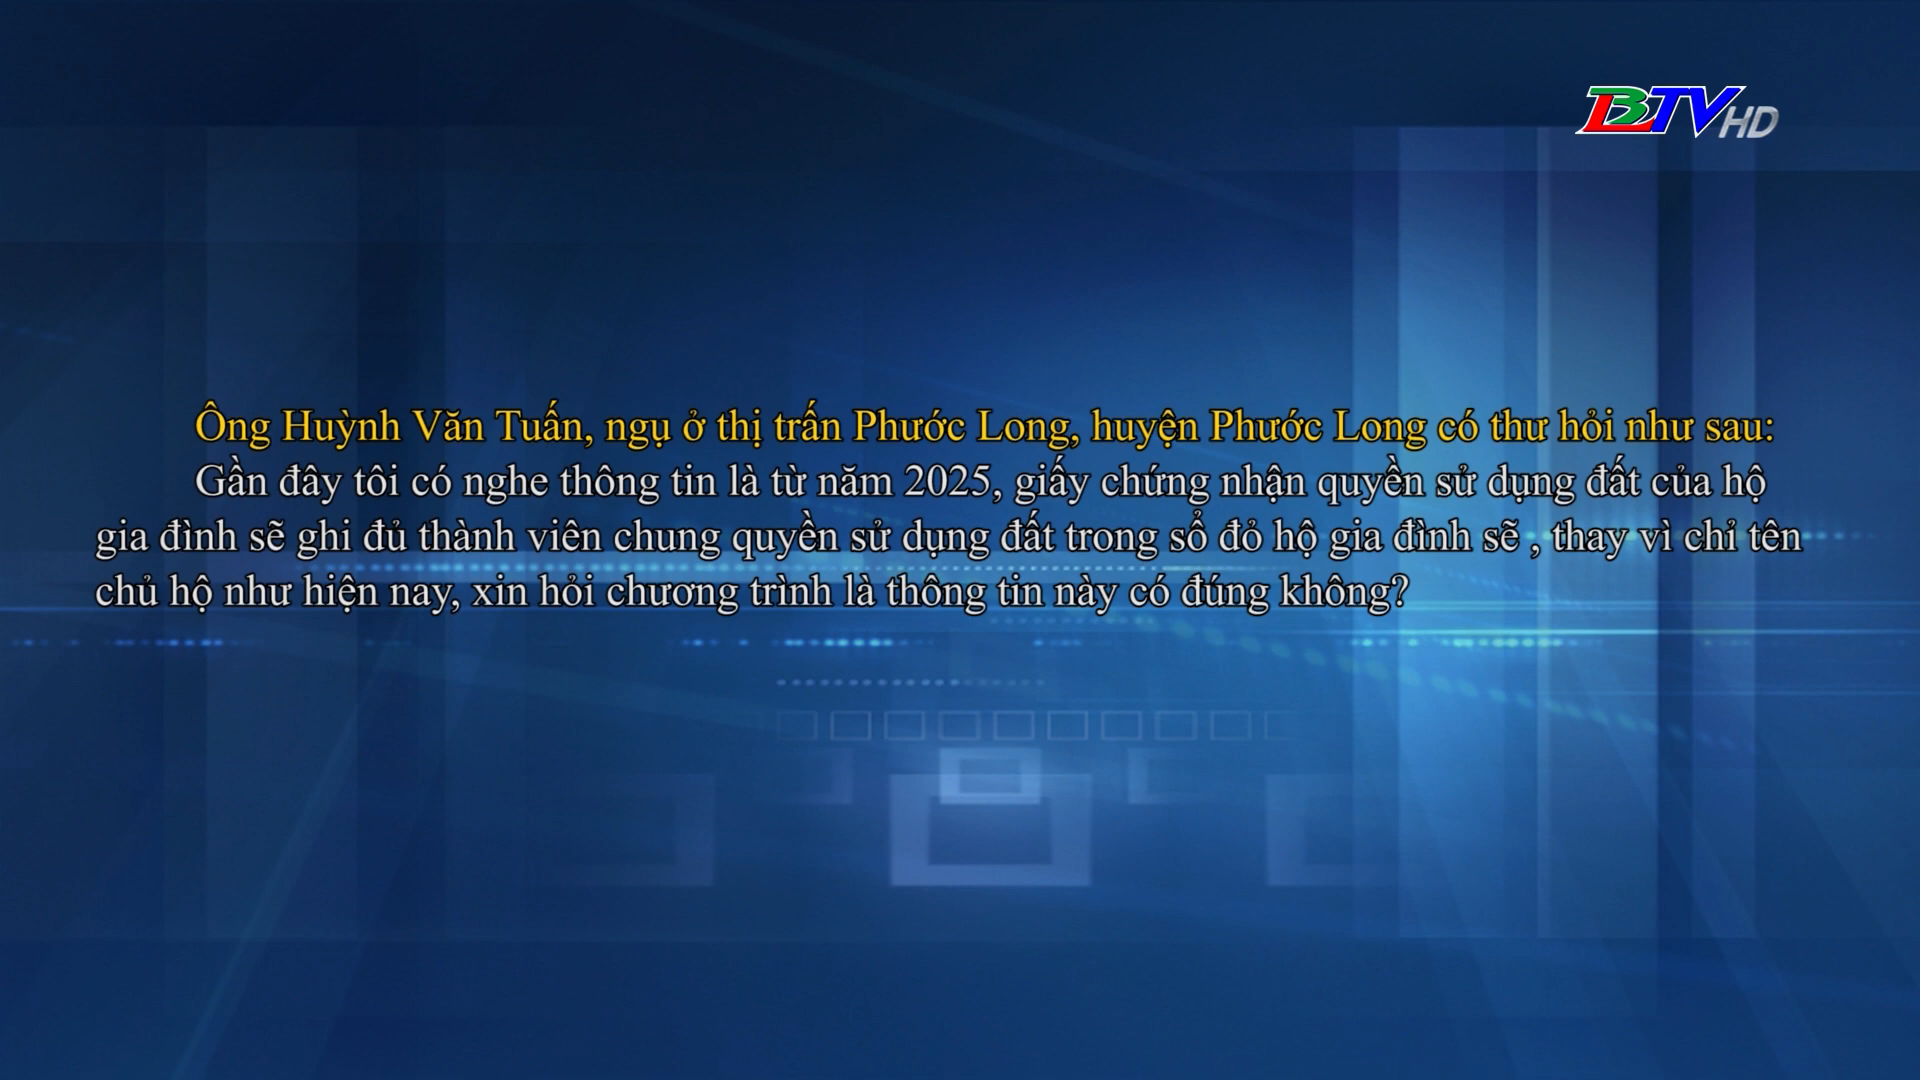 BTV HD
Ông Huỳnh Văn Tuấn, ngụ ở thị trấn Phước Long, huyện Phước Long có thư hỏi như sau:
Gần đây tôi có nghe thông tin là từ năm 2025, giấy chứng nhận quyền sử dụng đất của hộ
gia đình sẽ ghi đủ thành viên chung quyền sử dụng đất trong sổ đỏ hộ gia đình sẽ , thay vì chỉ tên
chủ hộ như hiện nay, xin hỏi chương trình là thông tin này có đúng không?